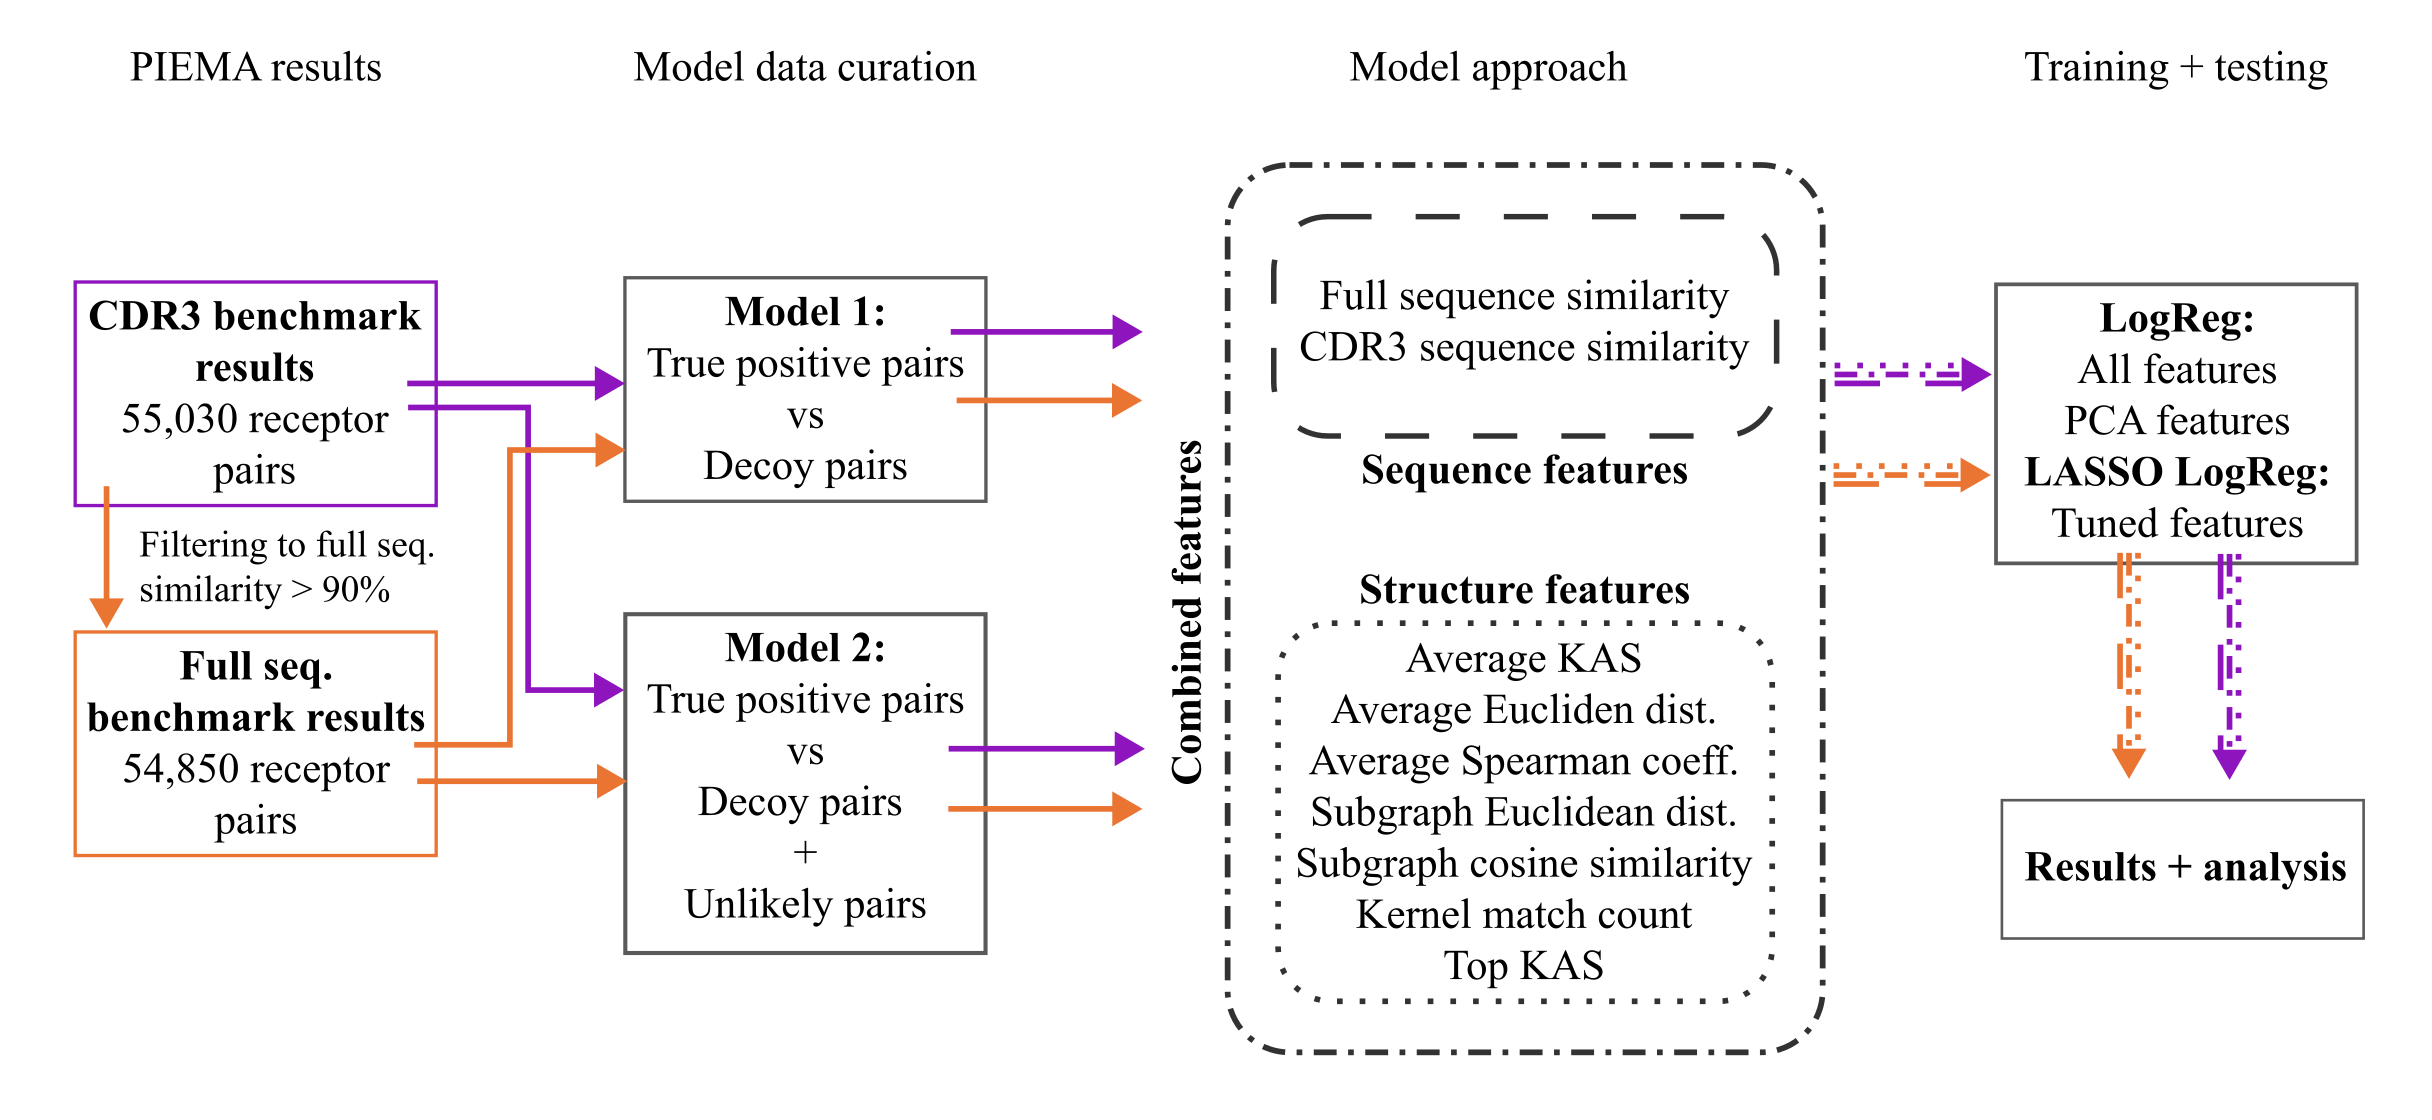 PIEMA results
Model data curation
Model approach
Training + testing
CDR3 benchmark
results
55,030 receptor
pairs
Filtering to full seq.
similarity > 90%
Full seq.
benchmark results
54,850 receptor
pairs
Model 1:
True positive pairs
vs
Decoy pairs
Model 2:
True positive pairs
vs
Decoy pairs
+
Unlikely pairs
Combined features
Full sequence similarity
CDR3 sequence similarity
Sequence features
Structure features
Average KAS
Average Eucliden dist.
Average Spearman coeff.
Subgraph Euclidean dist.
Subgraph cosine similarity
Kernel match count
Top KAS
LogReg:
All features
PCA features
LASSO LogReg:
Tuned features
Results + analysis